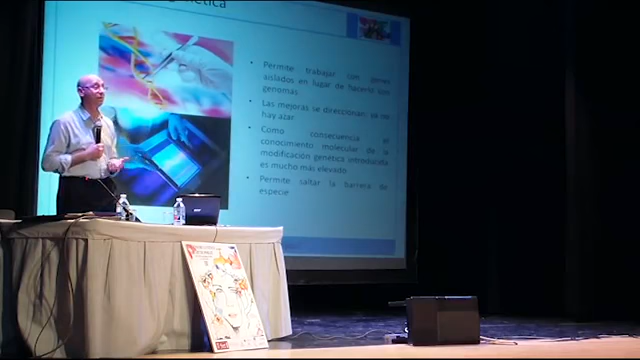 genética
• Permite trabajar con genes
aislados en lugar de hacerlo con
genomas
• Las mejoras se direccionan, ya no
hay azar
• Como consecuencia el
conocimiento molecular de la
modificación genética introducida
es mucho más elevado
• Permite saltar la barrera de
especie